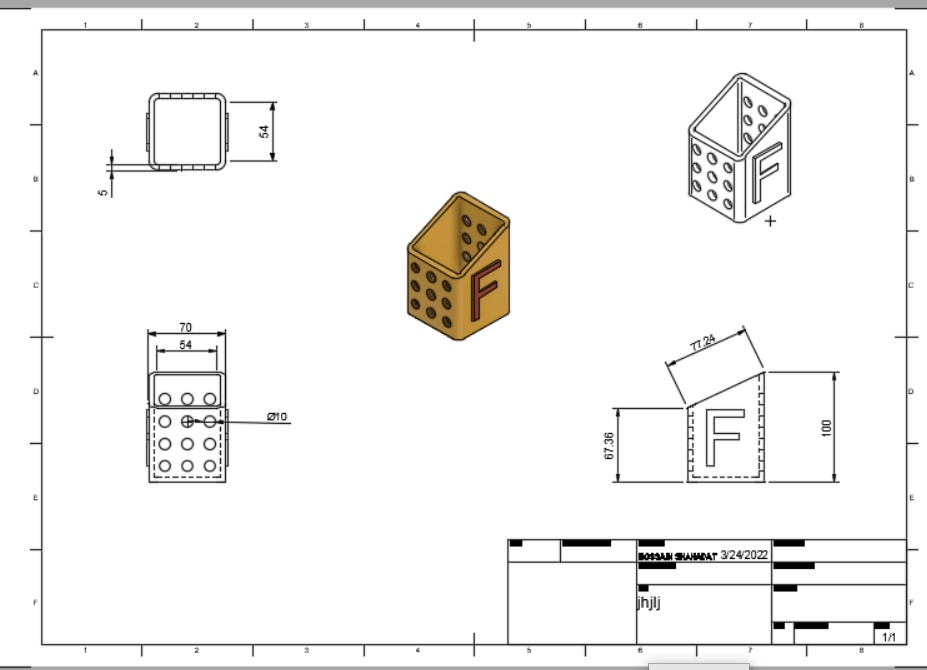 1 2 3 4 5 6 7 8
A A
54
B B
5
F
F
C C
70
54
77,24
D D
Ø10
67,36
F
100
E E
HOSSAIN SHAHADAT 3/24/2022
jhjlj
F F
1/1
1 2 3 4 5 6 7 8